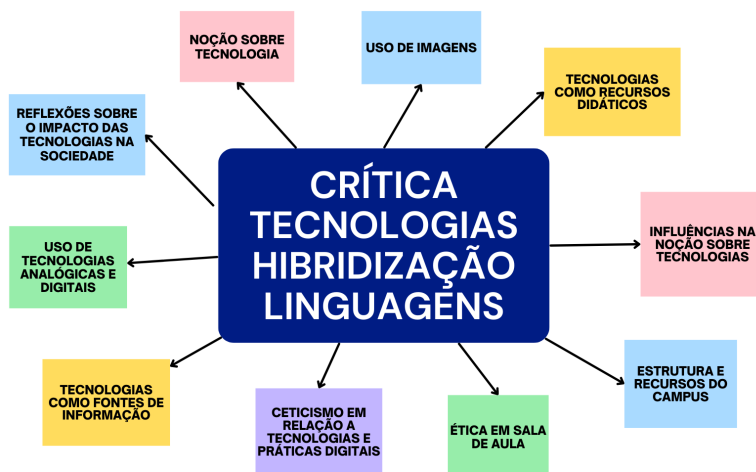 NOÇÃO SOBRE
TECNOLOGIA
USO DE IMAGENS
TECNOLOGIAS
COMO RECURSOS
DIDÁTICOS
REFLEXÕES SOBRE
O IMPACTO DAS
TECNOLOGIAS NA
SOCIEDADE
CRÍTICA
TECNOLOGIAS
HIBRIDIZAÇÃO
LINGUAGENS
INFLUÊNCIAS NA
NOÇÃO SOBRE
TECNOLOGIAS
USO DE
TECNOLOGIAS
ANALÓGICAS E
DIGITAIS
ESTRUTURA E
RECURSOS DO
CAMPUS
TECNOLOGIAS
COMO FONTES DE
INFORMAÇÃO
CETICISMO EM
RELAÇÃO A
TECNOLOGIAS E
PRÁTICAS DIGITAIS
ÉTICA EM SALA
DE AULA